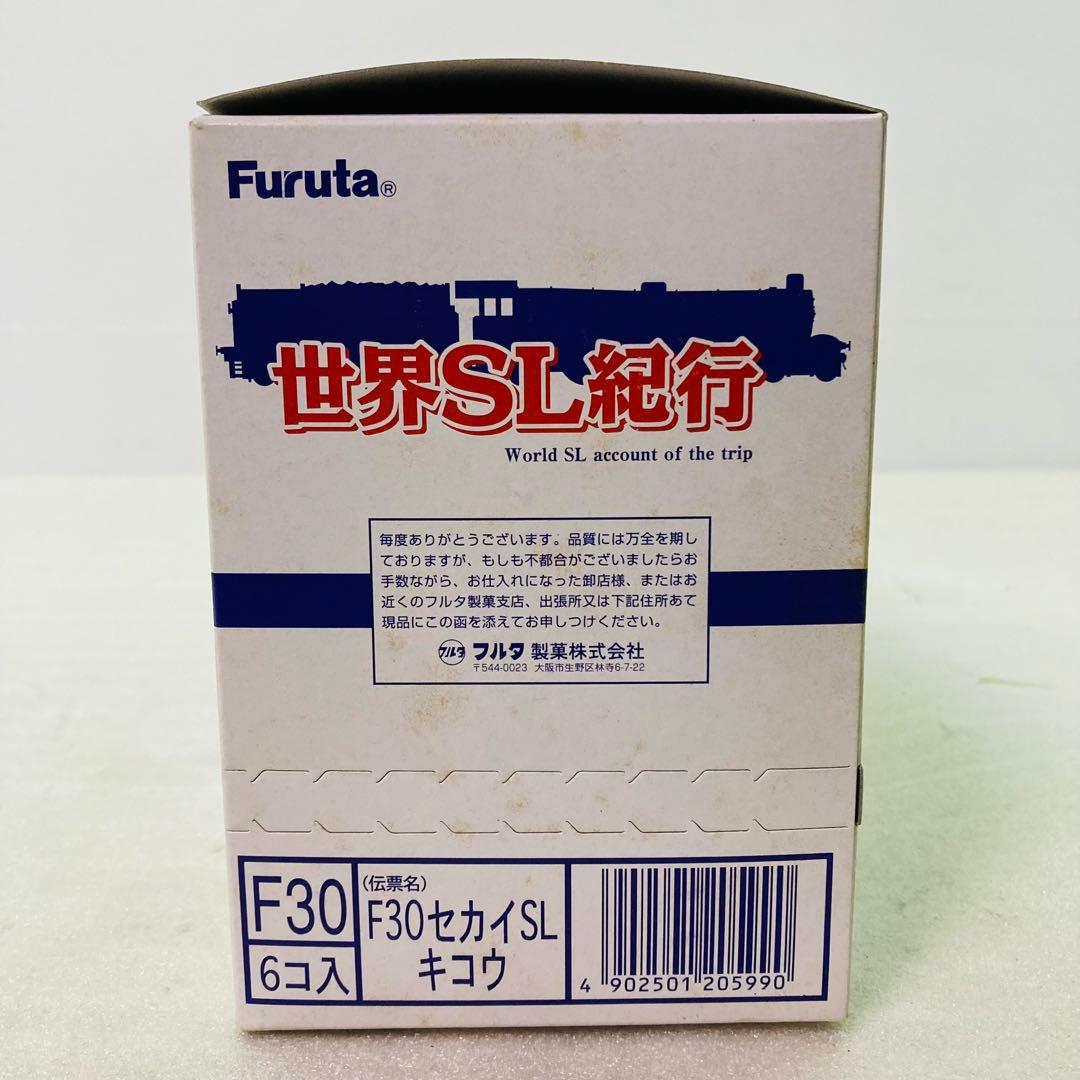 Furuta®
世界SL紀行
World SL account of the trip
毎度ありがとうございます。品質には万全を期し
ておりますが、もしも不都合がございましたらお
手数ながら、お仕入れになった卸店様、またはお
近くのフルタ製菓支店、出張所又は下記住所あて
現品にこの函を添えてお申しつけください。
フルタ フルタ 製菓株式会社
〒544-0023 大阪市生野区林寺6-7-22
F30
6コ入
(伝票名)
F30セカイSL
キコウ
4 902501 205990